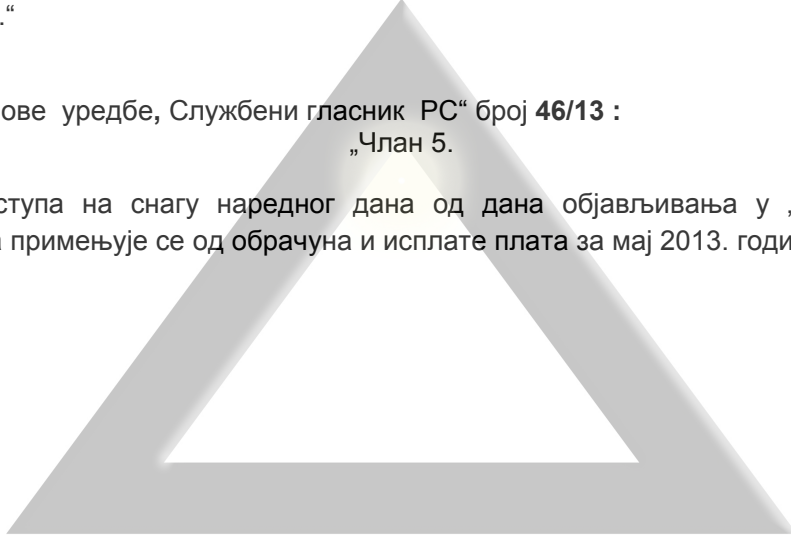 .“
ове уредбе, Службени гласник РС“ број 46/13 :
„Члан 5.
ступа на снагу наредног дана од дана објављивања у „
примењује се од обрачуна и исплате плата за мај 2013. годи